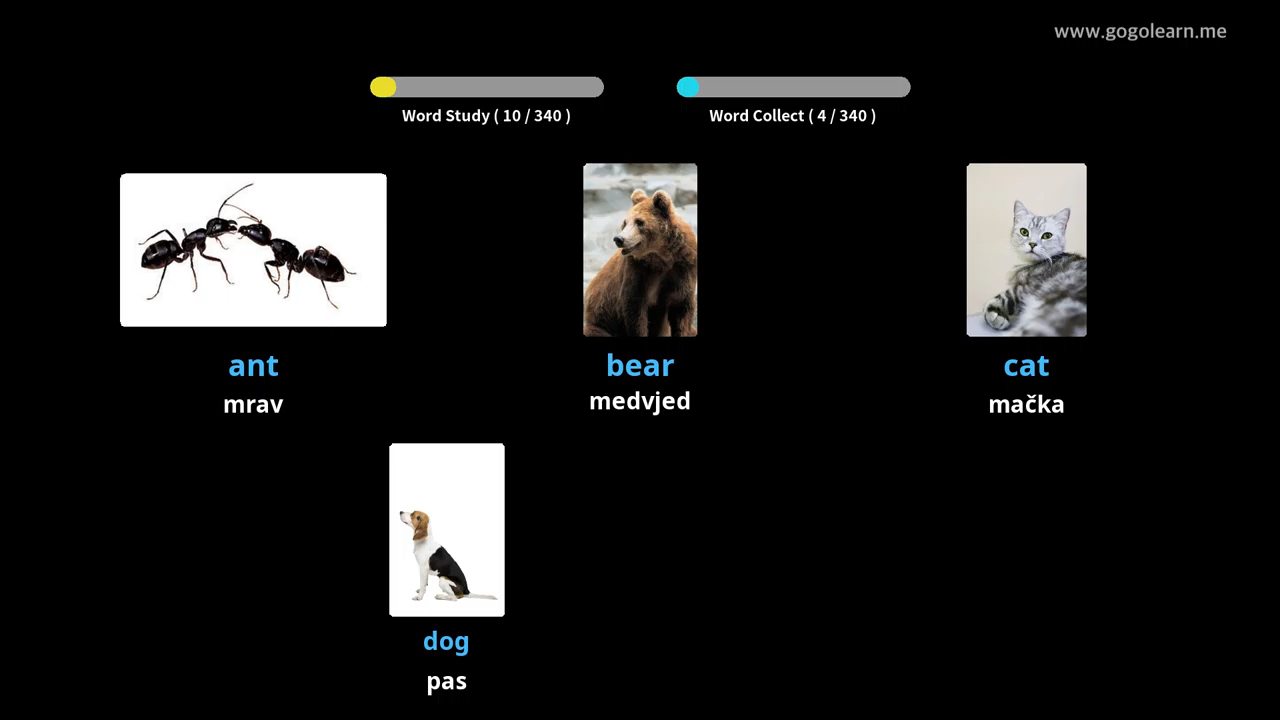 www.gogolearn.me
Word Study ( 10 / 340 )
Word Collect ( 4 / 340 )
ant
mrav
bear
medvjed
cat
mačka
dog
pas